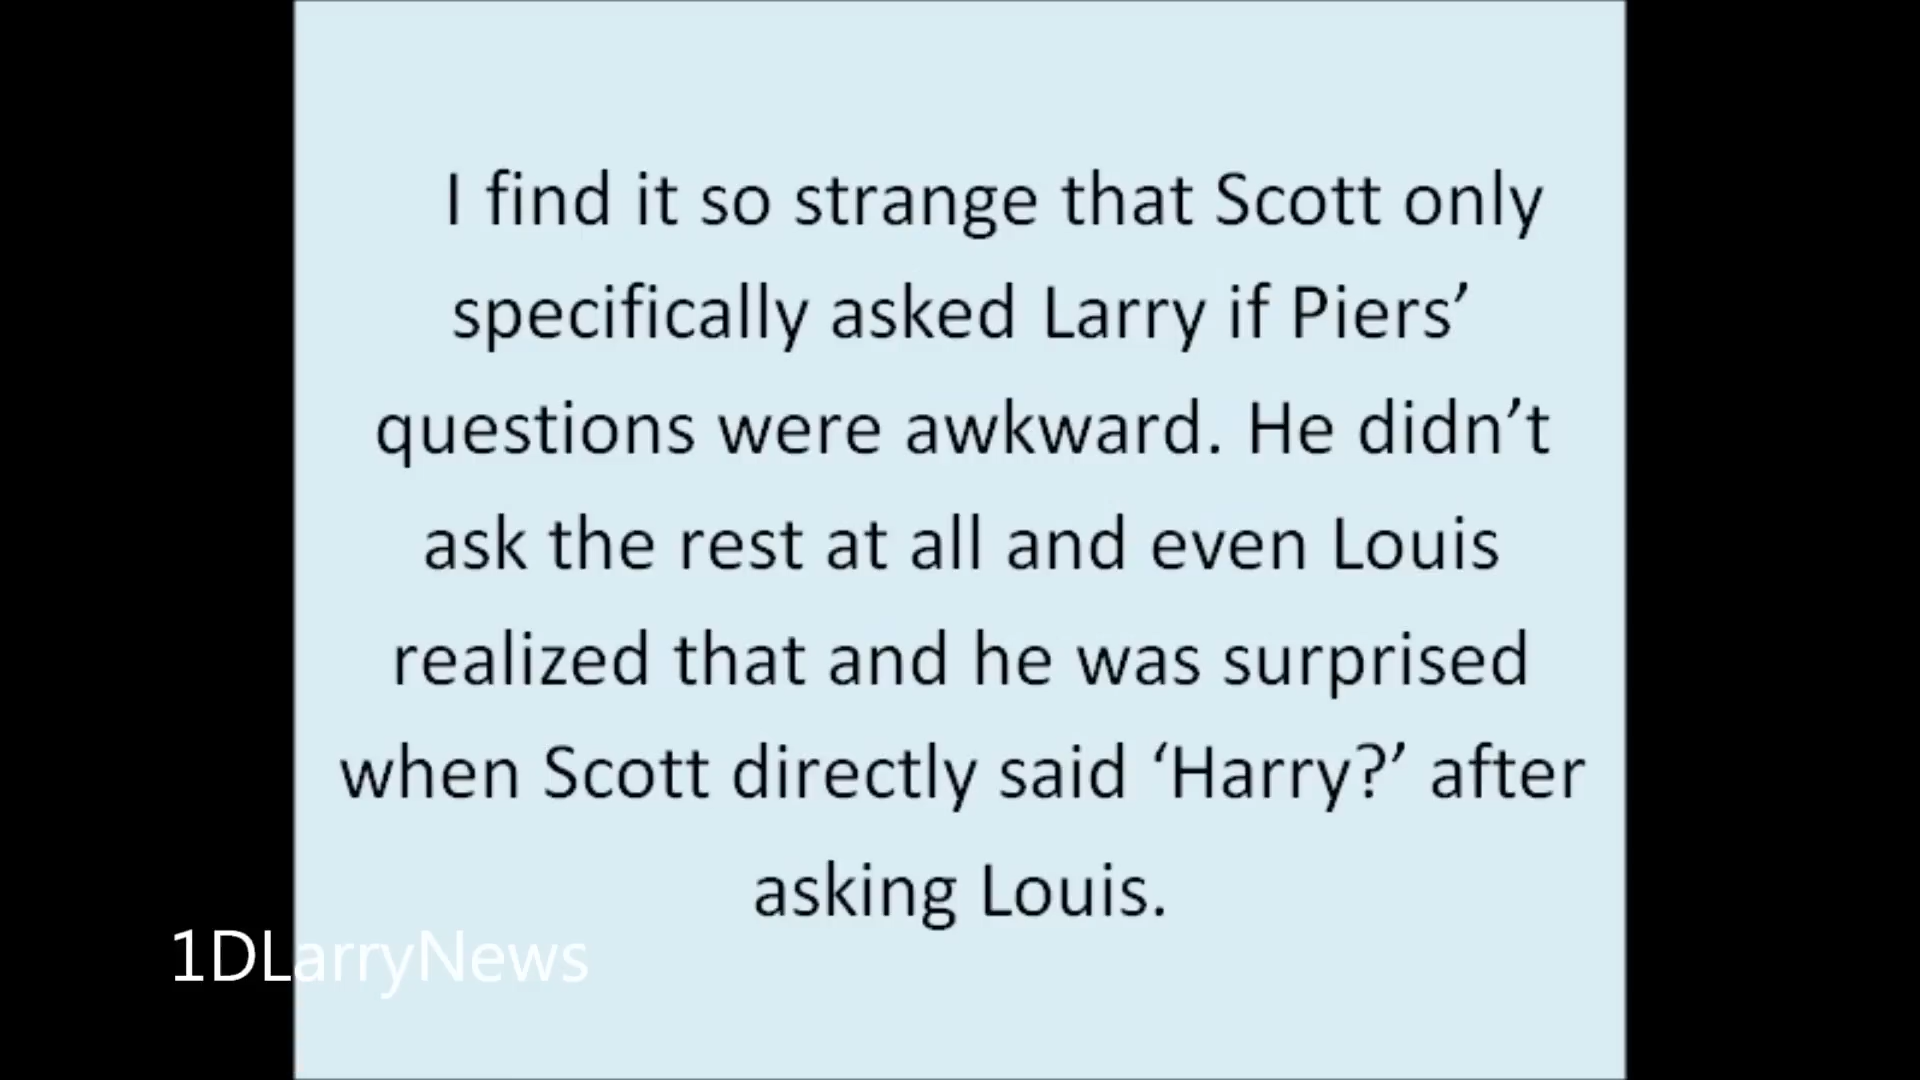 I find it so strange that Scott only
specifically asked Larry if Piers’
questions were awkward. He didn’t
ask the rest at all and even Louis
realized that and he was surprised
when Scott directly said ‘Harry?’ after
asking Louis.
1DLarryNews